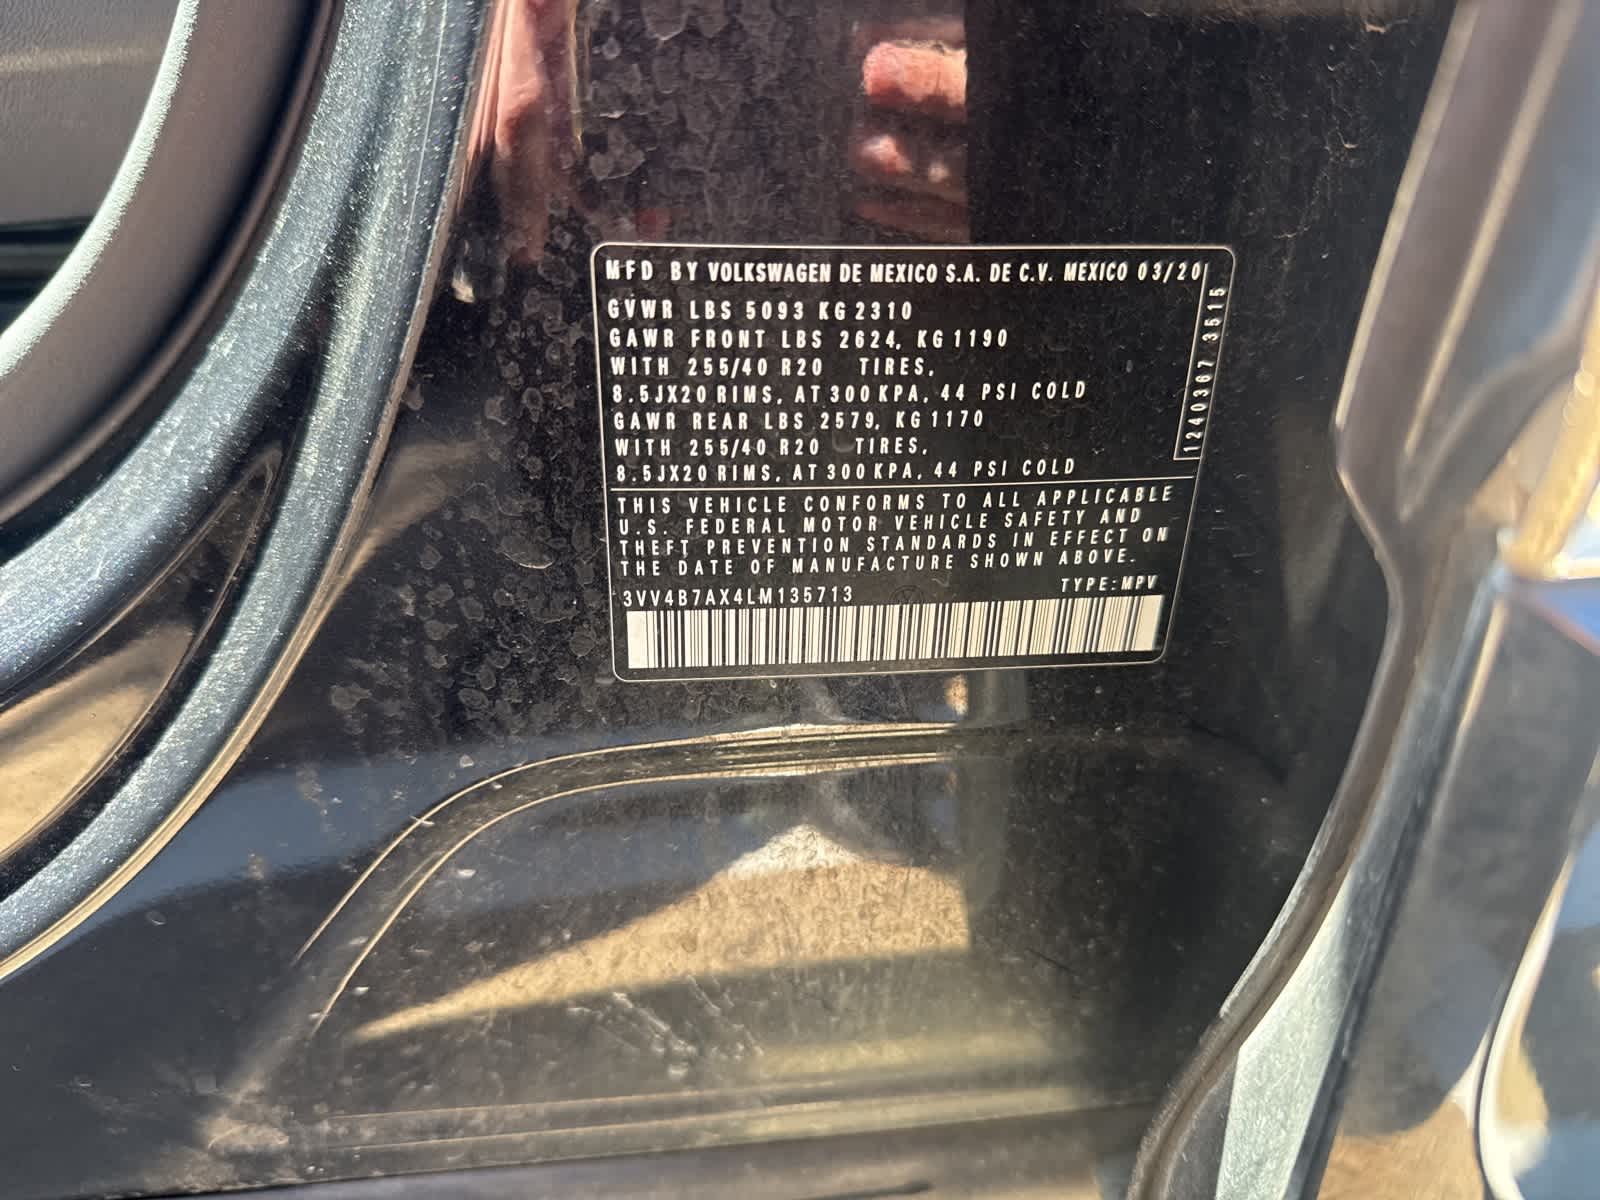 MFD BY VOLKSWAGEN DE MEXICO S.A. DE C.V. MEXICO 03/20
GVWR LBS 5093 KG 2310
GAWR FRONT LBS 2624, KG 1190
WITH 255/40 R20 TIRES,
8.5JX20 RIMS, AT 300 KPA, 44 PSI COLD
GAWR REAR LBS 2579, KG 1170
WITH 255/40 R20 TIRES,
8.5JX20 RIMS, AT 300 KPA, 44 PSI COLD
1240367 3515
THIS VEHICLE CONFORMS TO ALL APPLICABLE
U.S. FEDERAL MOTOR VEHICLE SAFETY AND
THEFT PREVENTION STANDARDS IN EFFECT ON
THE DATE OF MANUFACTURE SHOWN ABOVE.
3VV4B7AX4LM135713 TYPE:MPV